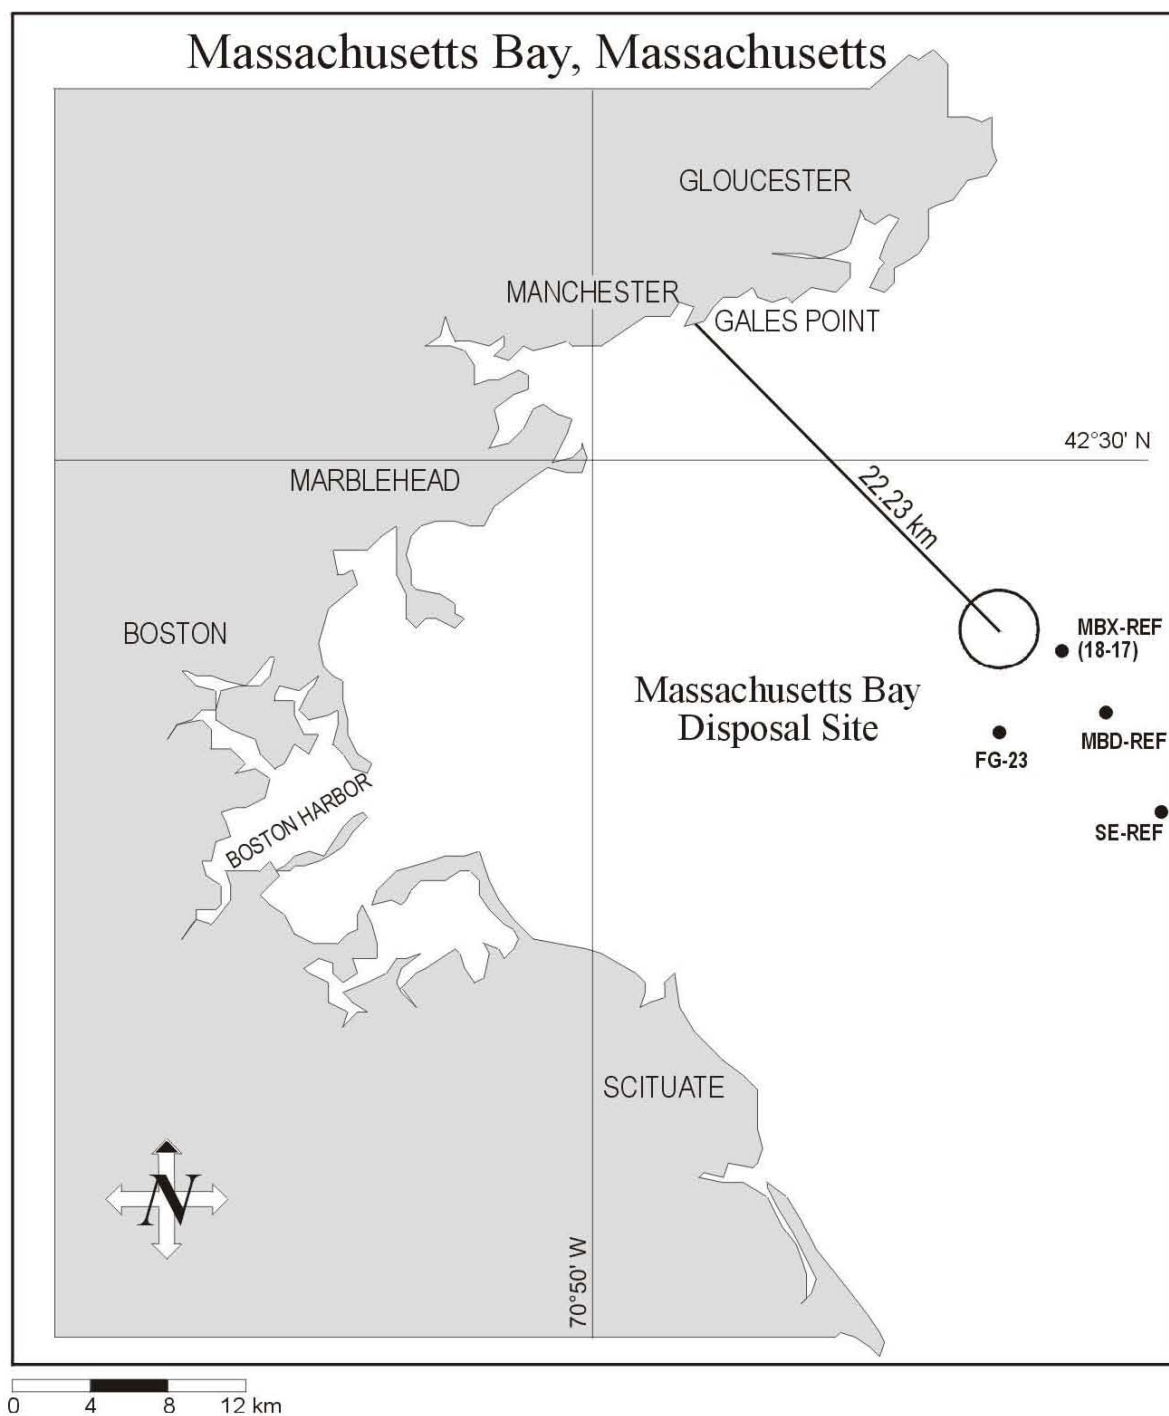 Massachusetts Bay, Massachusetts
GLOUCESTER
MANCHESTER
GALES POINT
42°30' N
MARBLEHEAD
22.23 km
BOSTON
MBX-REF
(18-17)
Massachusetts Bay
Disposal Site
MBD-REF
FG-23
SE-REF
BOSTON HARBOR
SCITUATE
N
70°50' W
0 4 8 12 km